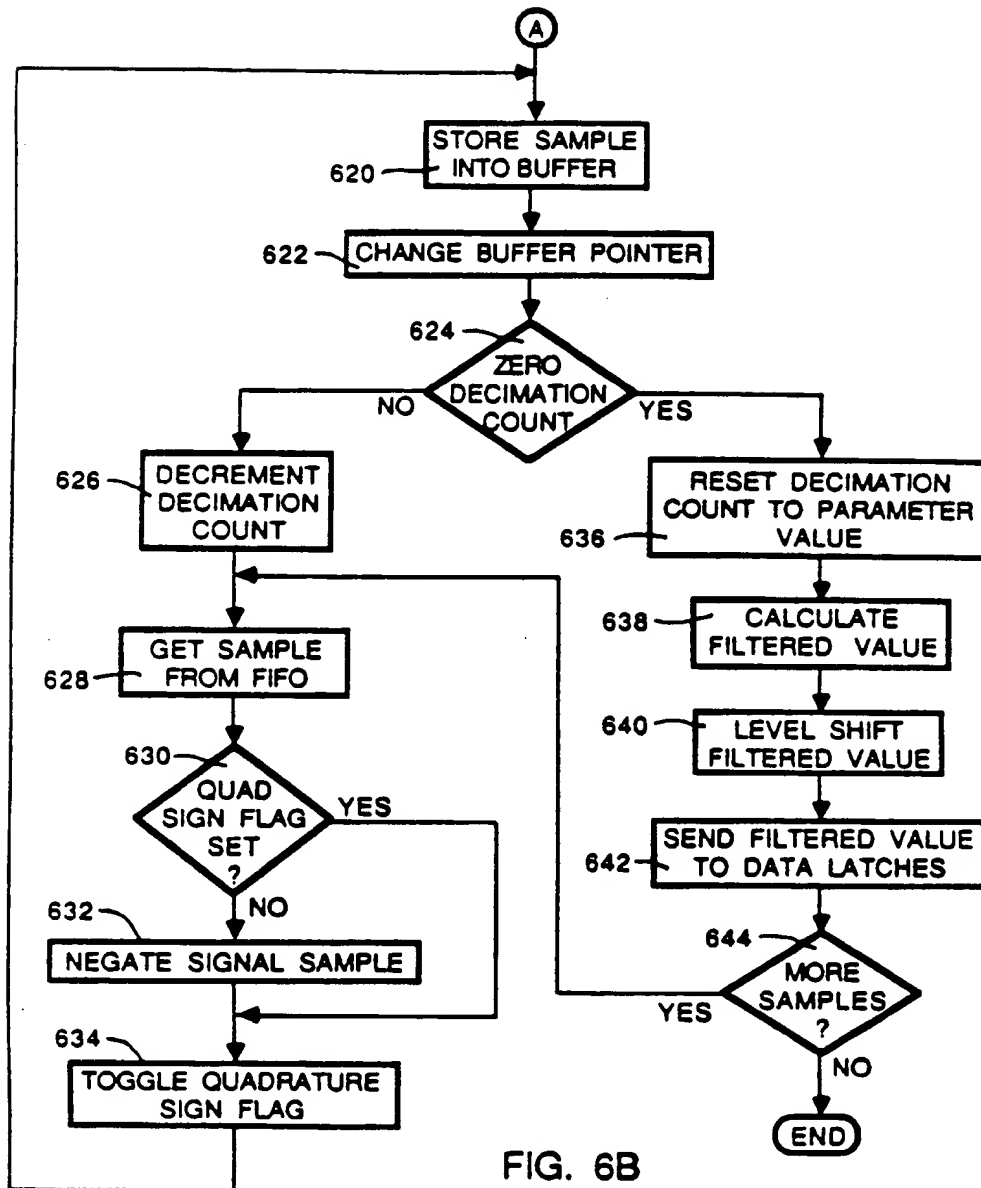 A
STORE SAMPLE
INTO BUFFER
620
CHANGE BUFFER POINTER
622
624
ZERO
DECIMATION
COUNT
NO
YES
DECREMENT
DECIMATION
COUNT
626
RESET DECIMATION
COUNT TO PARAMETER
VALUE
636
GET SAMPLE
FROM FIFO
628
638
CALCULATE
FILTERED VALUE
630
QUAD
SIGN FLAG
SET
?
YES
NO
640
LEVEL SHIFT
FILTERED VALUE
SEND FILTERED VALUE
TO DATA LATCHES
642
632
NEGATE SIGNAL SAMPLE
644
MORE
SAMPLES
?
YES
NO
634
TOGGLE QUADRATURE
SIGN FLAG
END
FIG. 6B